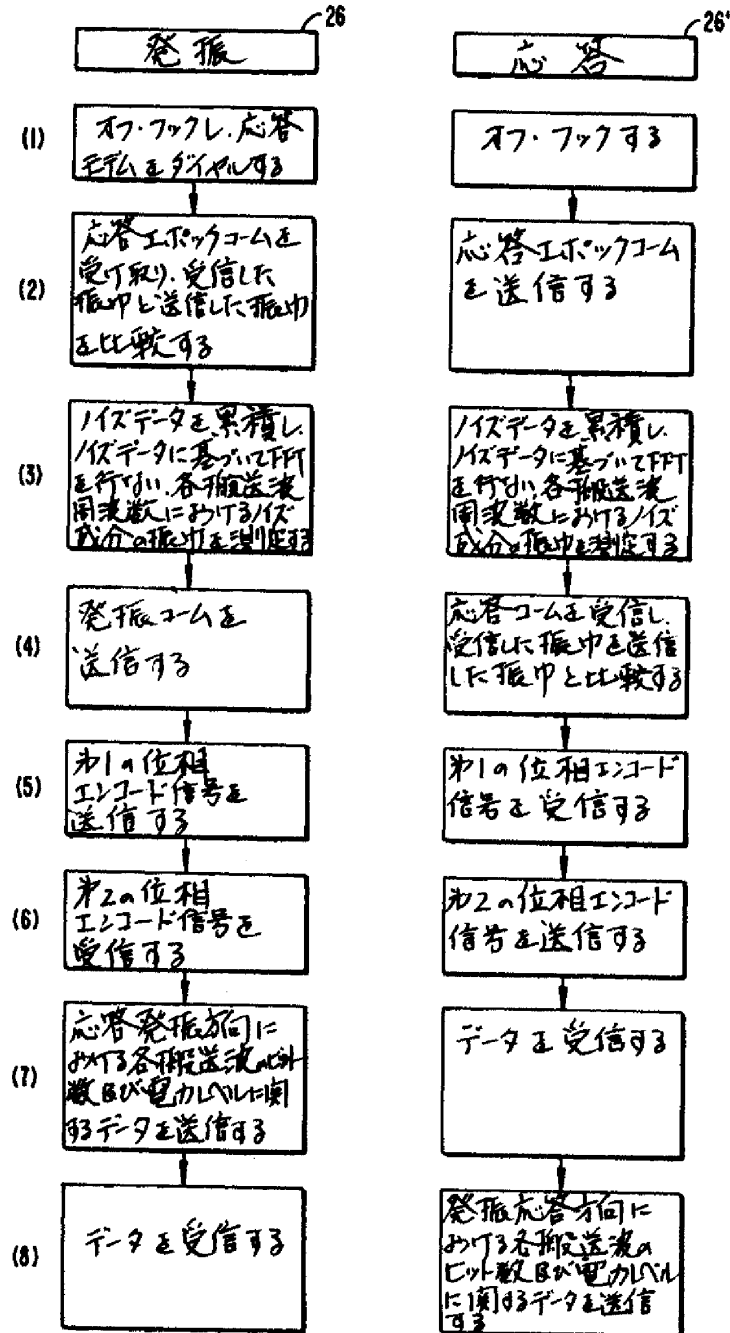 26
発振
26'
応答
(1)
オフ・フックし、応答
モデムをダイヤルする
オフ・フックする
(2)
応答エポックコームを
受け取り、受信した
振巾と送信した振巾
を比較する
応答エポックコーム
を送信する
(3)
ノイズデータを累積し、
ノイズデータに基づいてFFT
を行ない、各搬送波
周波数におけるノイズ
成分の振巾を測定する
ノイズデータを累積し、
ノイズデータに基づいてFFT
を行ない、各搬送波
周波数におけるノイズ
成分の振巾を測定する
(4)
発振コームを
送信する
応答コームを受信し、
受信した振巾を送信
した振巾と比較する
(5)
第1の位相
エンコード信号を
送信する
第1の位相エンコード
信号を受信する
(6)
第2の位相
エンコード信号を
受信する
第2の位相エンコード
信号を送信する
(7)
応答発振方向に
おける各搬送波のビット
数及び電力レベルに関
するデータを送信する
データを受信する
(8)
データを受信する
発振応答方向に
おける各搬送波の
ビット数及び電力レベル
に関するデータを送信
する